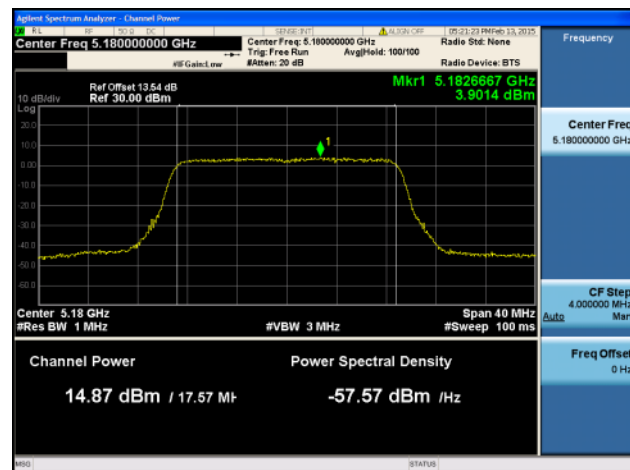 Agilent Spectrum Analyzer - Channel Power
RL RF 50 Ω DC SENSE:INT ALIGN OFF 05:21:23 PM Feb 13, 2015
Center Freq 5.180000000 GHz
Center Freq: 5.180000000 GHz
Radio Std: None
Trig: Free Run Avg|Hold: 100/100
#IFGain:Low #Atten: 20 dB Radio Device: BTS
Frequency
Ref Offset 13.54 dB
Mkr1 5.1826667 GHz
10 dB/div Ref 30.00 dBm 3.9014 dBm
Log
20.0
10.0
1
0.00
-10.0
-20.0
-30.0
-40.0
-50.0
-60.0
Center 5.18 GHz Span 40 MHz
#Res BW 1 MHz #VBW 3 MHz #Sweep 100 ms
Channel Power Power Spectral Density
14.87 dBm / 17.57 MH -57.57 dBm /Hz
Center Freq
5.180000000 GHz
CF Step
4.000000 MHz
Auto Man
Freq Offset
0 Hz
MSG STATUS